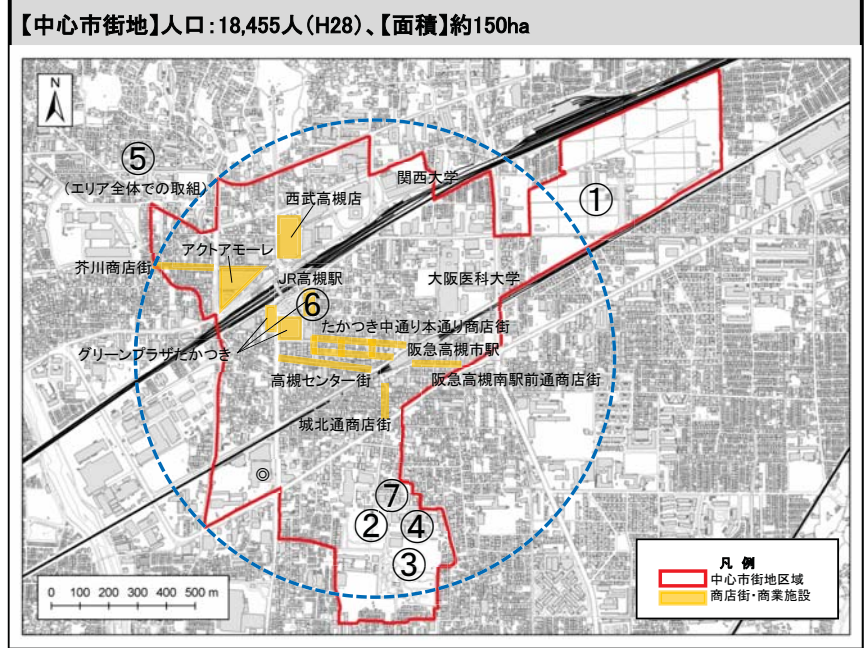 【中心市街地】人口：18,455人（H28）、【面積】約150ha
N
⑤
（エリア全体での取組）
関西大学
①
西武高槻店
アクトアモーレ
芥川商店街
JR高槻駅
大阪医科大学
⑥
たかつき中通り本通り商店街
グリーンプラザたかつき
阪急高槻市駅
高槻センター街
阪急高槻南駅前通商店街
城北通商店街
◎
⑦
②
④
③
凡 例
中心市街地区域
商店街・商業施設
0 100 200 300 400 500 m